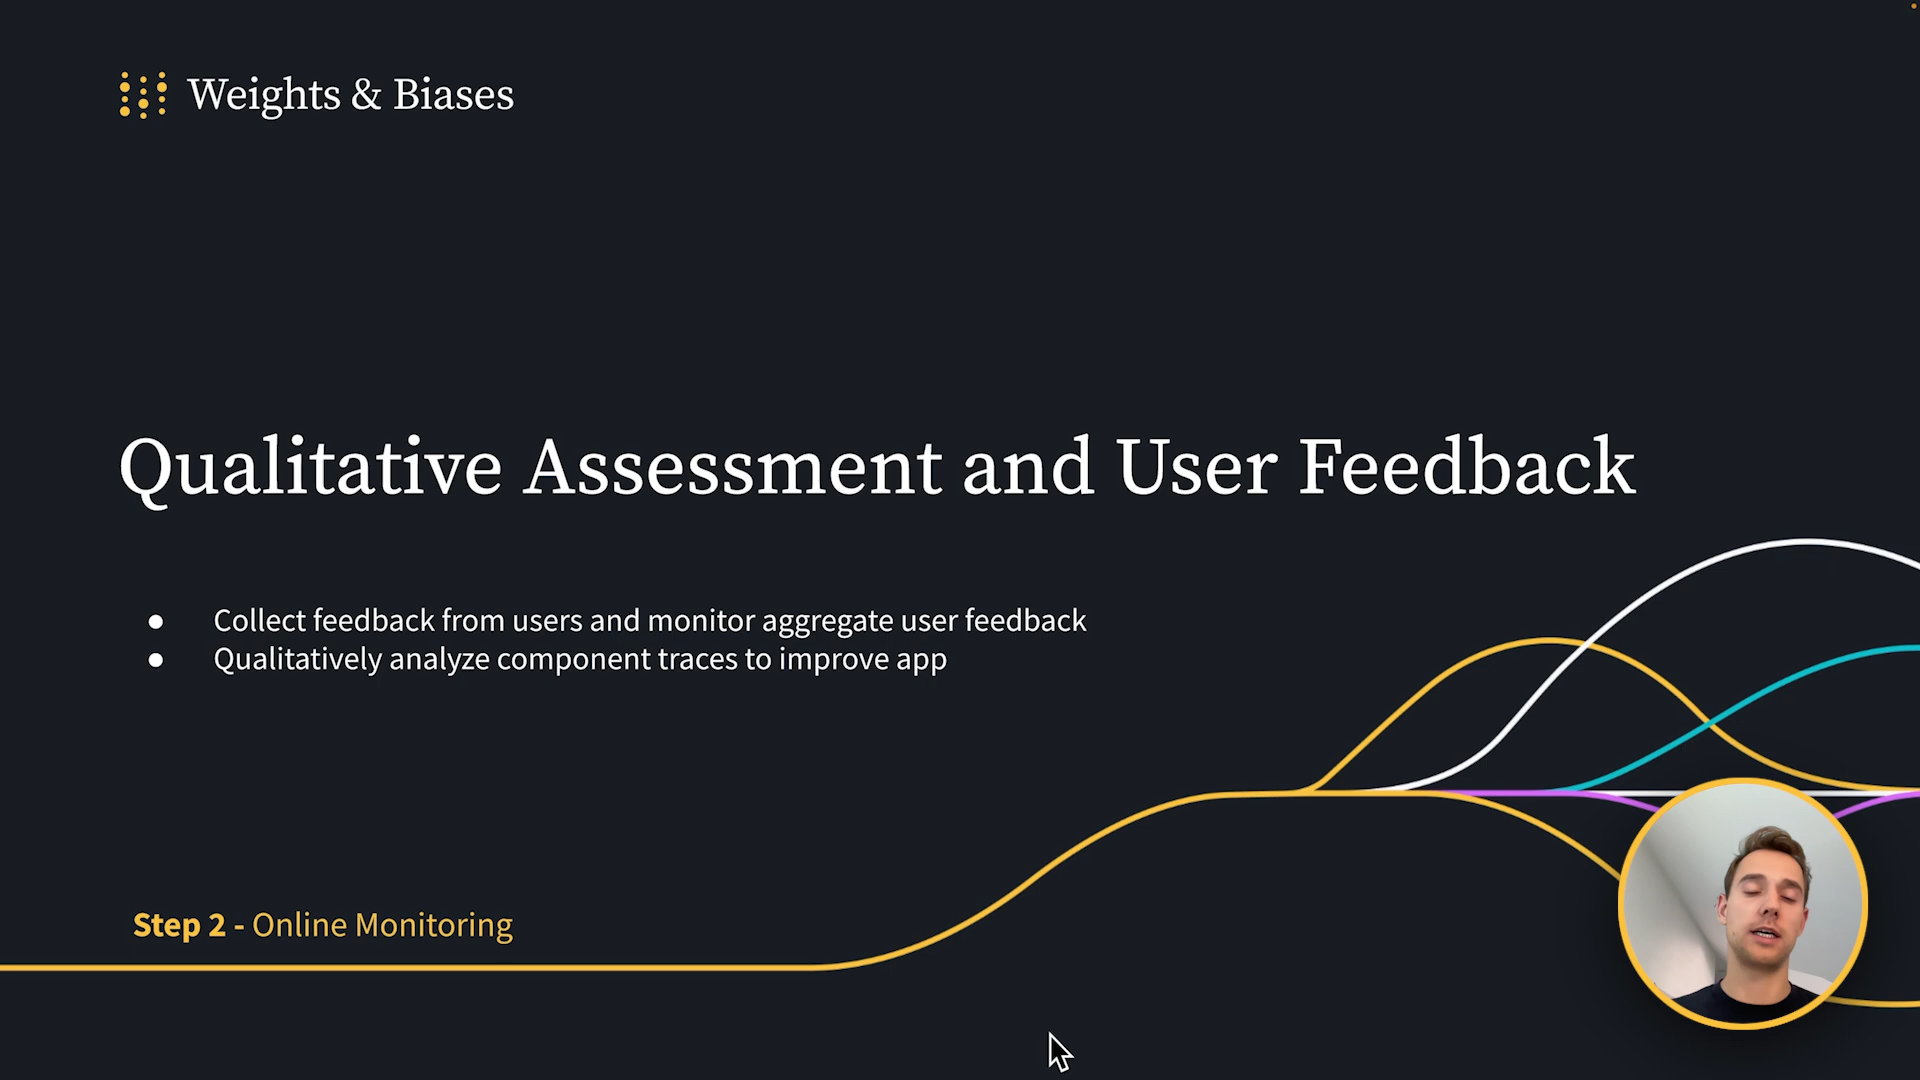 Weights & Biases
Qualitative Assessment and User Feedback
● Collect feedback from users and monitor aggregate user feedback
● Qualitatively analyze component traces to improve app
Step 2 - Online Monitoring